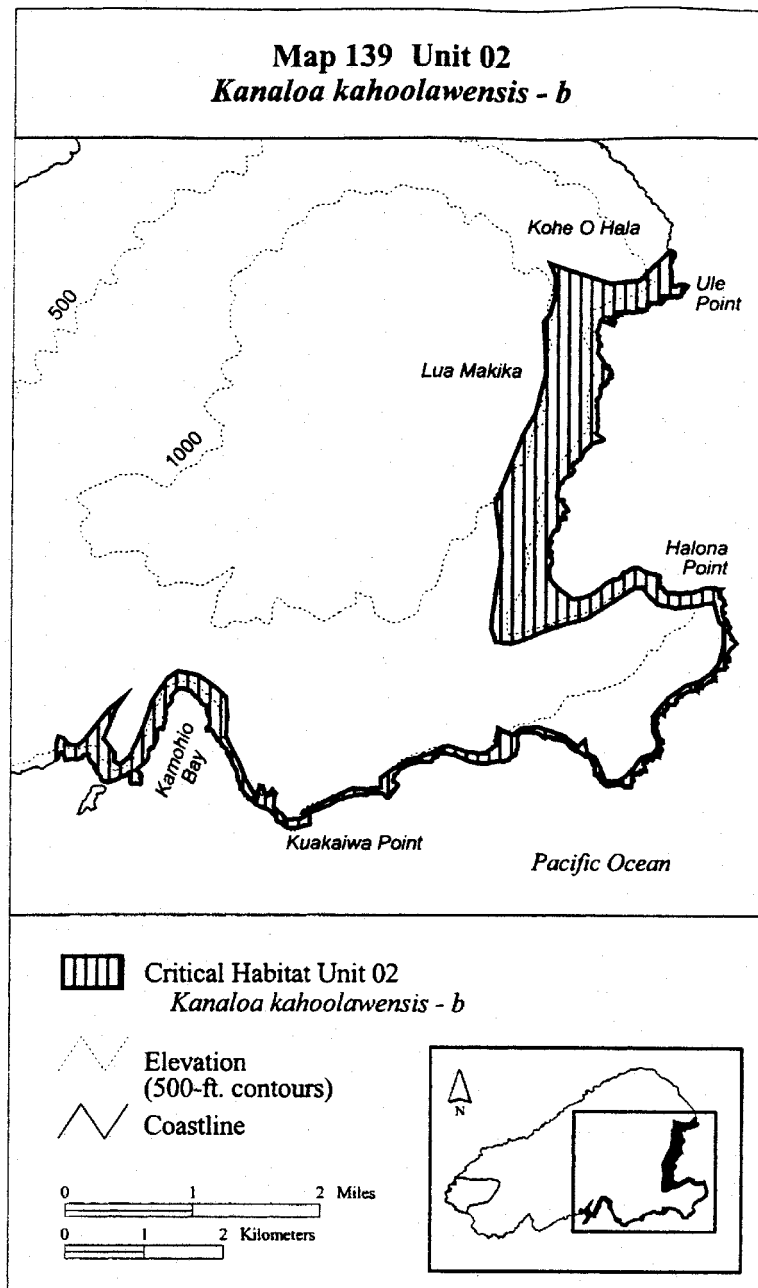 Map 139 Unit 02
Kanaloa kahoolawensis - b
Kohe O Hala
Ule
Point
500
Lua Makika
1000
Halona
Point
Kamohio
Bay
Kuakaiwa Point
Pacific Ocean
Critical Habitat Unit 02
Kanaloa kahoolawensis - b
Elevation
(500-ft. contours)
Coastline
N
0 1 2 Miles
0 1 2 Kilometers